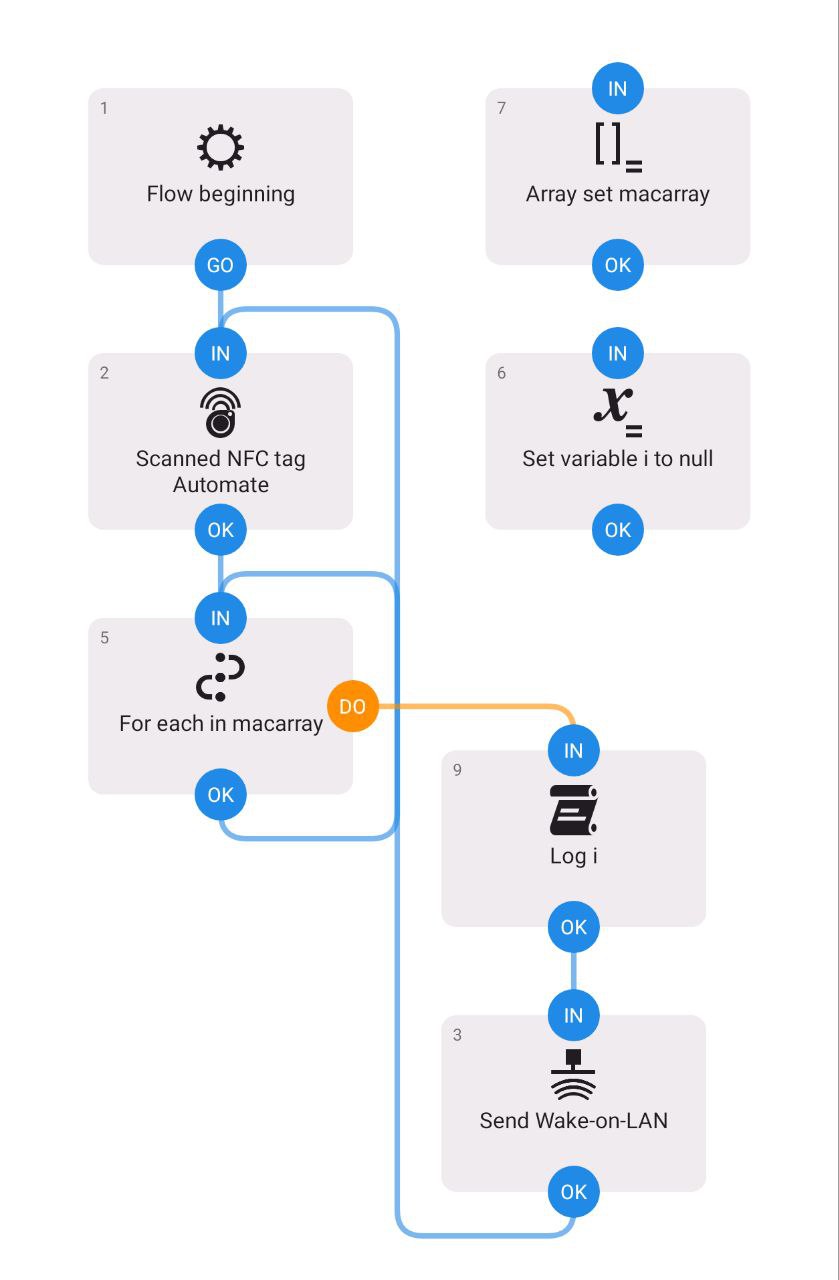 1
Flow beginning
GO
IN
2
Scanned NFC tag
Automate
OK
IN
5
For each in macarray
DO
OK
IN
7
Array set macarray
OK
IN
6
Set variable i to null
OK
IN
9
Log i
OK
IN
3
Send Wake-on-LAN
OK